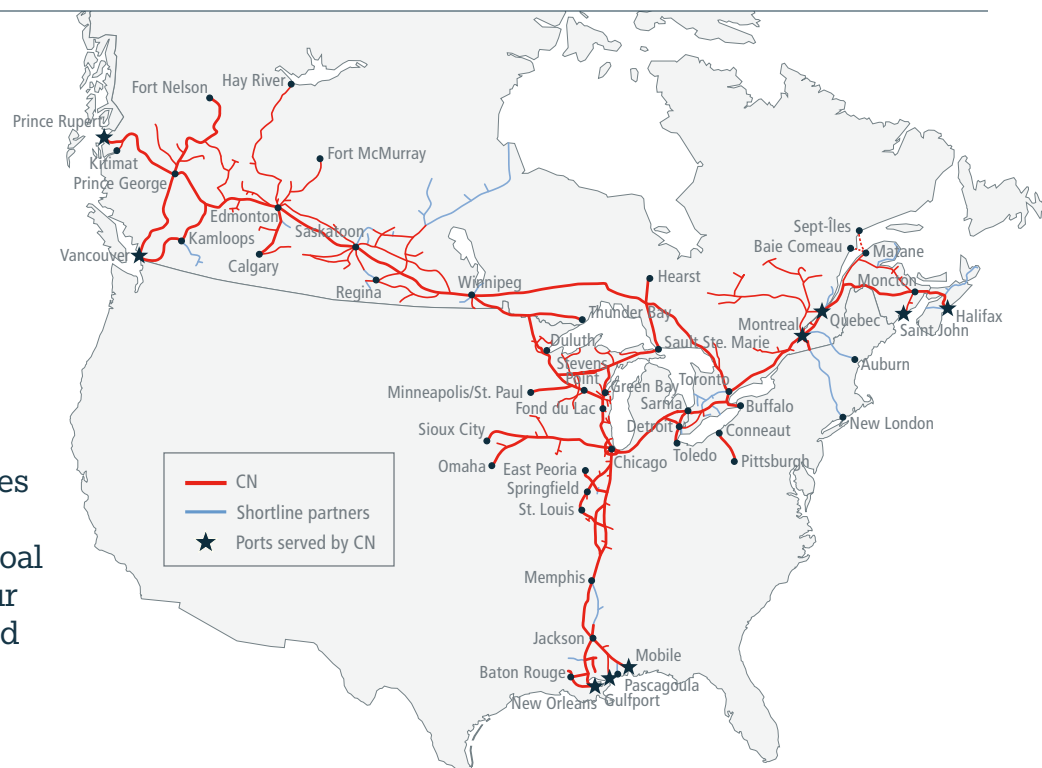 Hay River
Fort Nelson
Prince Rupert
Fort McMurray
Kitimat
Prince George
Edmonton
Sept-Îles
Saskatoon
Kamloops
Baie Comeau
Matane
Vancouver
Calgary
Hearst
Moncton
Winnipeg
Regina
Thunder Bay
Halifax
Quebec
Montreal
Saint John
Duluth
Sault Ste. Marie
Stevens
Point
Auburn
Toronto
Green Bay
Minneapolis/St. Paul
Sarnia
Buffalo
Fond du Lac
New London
Detroit
Sioux City
Conneaut
Toledo
Chicago
Pittsburgh
Omaha
East Peoria
Springfield
St. Louis
es
oal
ur
d
CN
Shortline partners
Ports served by CN
Memphis
Jackson
Mobile
Baton Rouge
Pascagoula
Gulfport
New Orleans